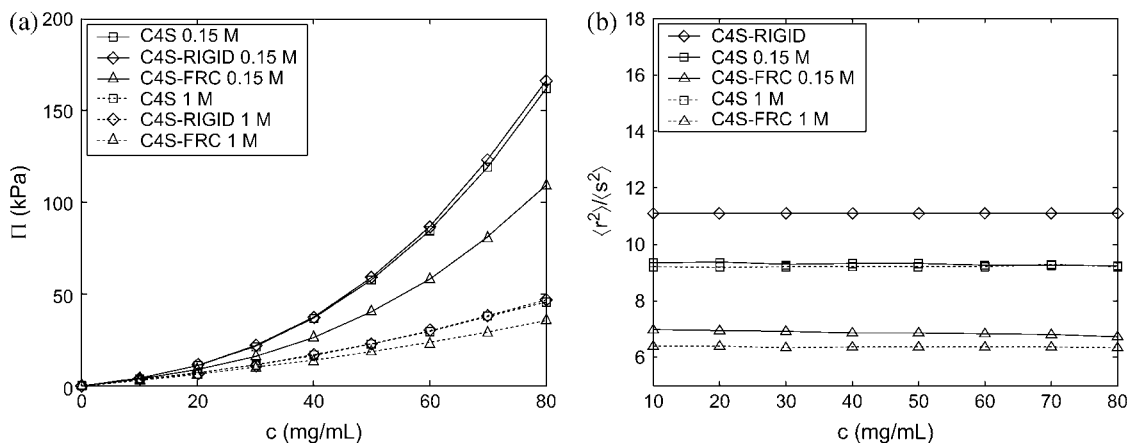 (a)
200
150
100
50
0
Π (kPa)
C4S 0.15 M
C4S-RIGID 0.15 M
C4S-FRC 0.15 M
C4S 1 M
C4S-RIGID 1 M
C4S-FRC 1 M
0 20 40 60 80
c (mg/mL)
(b)
18
16
14
12
10
8
6
⟨r²⟩/⟨s²⟩
C4S-RIGID
C4S 0.15 M
C4S-FRC 0.15 M
C4S 1 M
C4S-FRC 1 M
10 20 30 40 50 60 70 80
c (mg/mL)